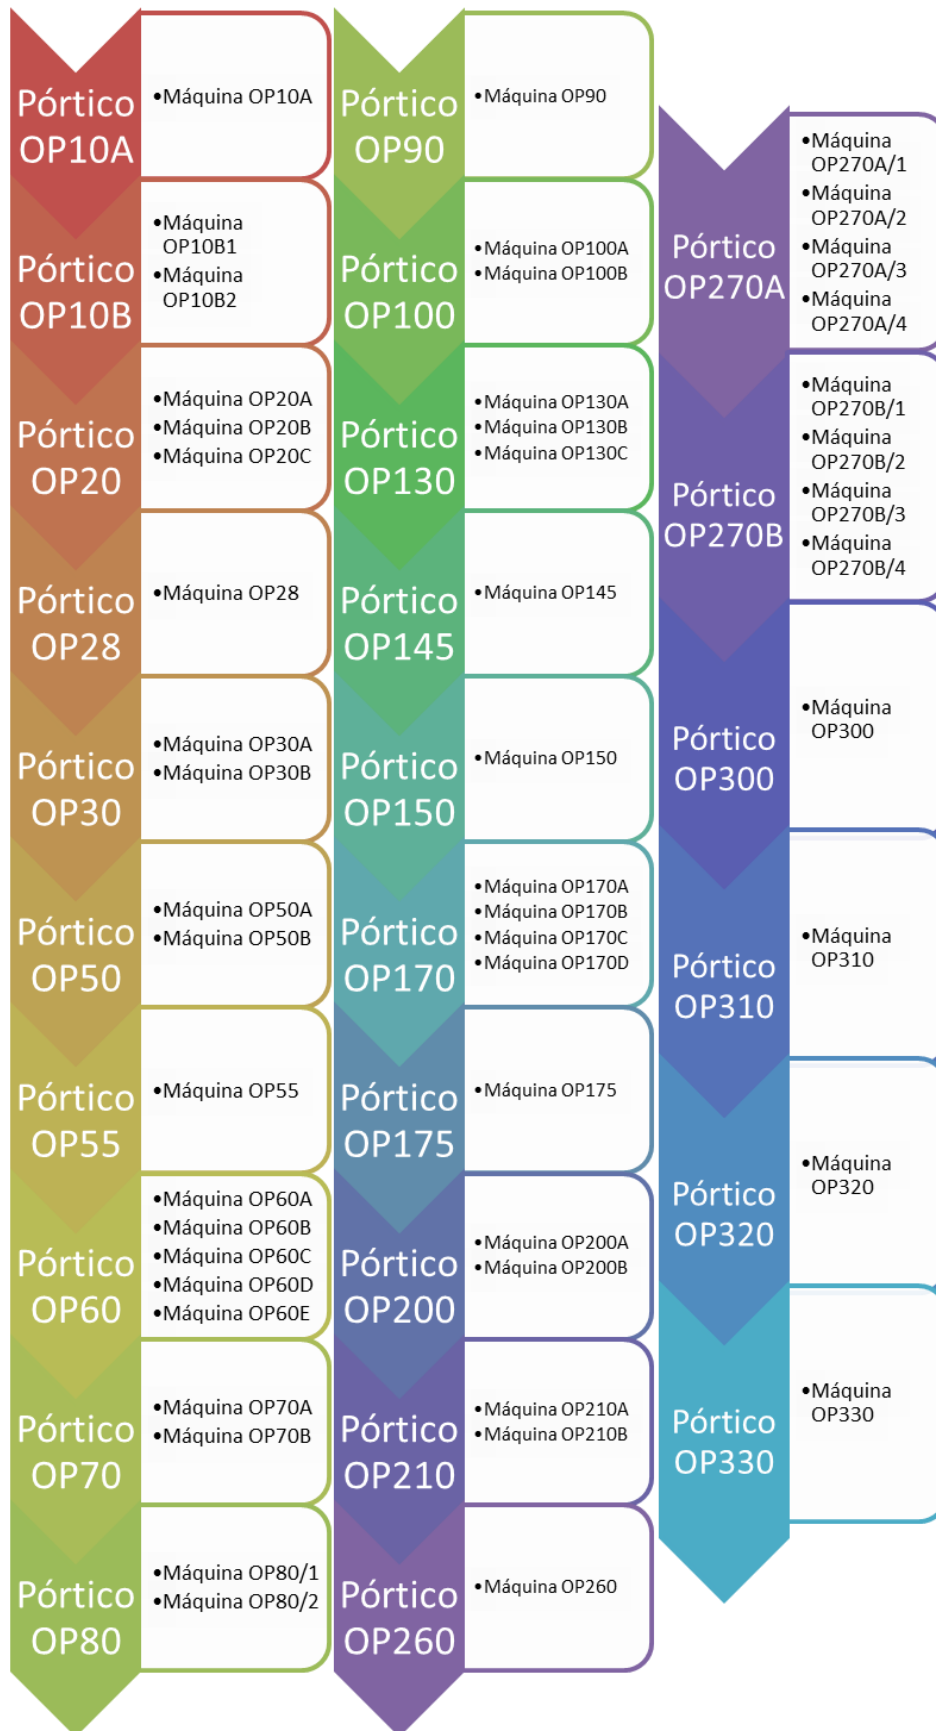 Pórtico
OP10A
•Máquina OP10A
Pórtico
OP10B
•Máquina
OP10B1
•Máquina
OP10B2
Pórtico
OP20
•Máquina OP20A
•Máquina OP20B
•Máquina OP20C
Pórtico
OP28
•Máquina OP28
Pórtico
OP30
•Máquina OP30A
•Máquina OP30B
Pórtico
OP50
•Máquina OP50A
•Máquina OP50B
Pórtico
OP55
•Máquina OP55
Pórtico
OP60
•Máquina OP60A
•Máquina OP60B
•Máquina OP60C
•Máquina OP60D
•Máquina OP60E
Pórtico
OP70
•Máquina OP70A
•Máquina OP70B
Pórtico
OP80
•Máquina OP80/1
•Máquina OP80/2
Pórtico
OP90
•Máquina OP90
Pórtico
OP100
•Máquina OP100A
•Máquina OP100B
Pórtico
OP130
•Máquina OP130A
•Máquina OP130B
•Máquina OP130C
Pórtico
OP145
•Máquina OP145
Pórtico
OP150
•Máquina OP150
Pórtico
OP170
•Máquina OP170A
•Máquina OP170B
•Máquina OP170C
•Máquina OP170D
Pórtico
OP175
•Máquina OP175
Pórtico
OP200
•Máquina OP200A
•Máquina OP200B
Pórtico
OP210
•Máquina OP210A
•Máquina OP210B
Pórtico
OP260
•Máquina OP260
Pórtico
OP270A
•Máquina
OP270A/1
•Máquina
OP270A/2
•Máquina
OP270A/3
•Máquina
OP270A/4
Pórtico
OP270B
•Máquina
OP270B/1
•Máquina
OP270B/2
•Máquina
OP270B/3
•Máquina
OP270B/4
Pórtico
OP300
•Máquina
OP300
Pórtico
OP310
•Máquina
OP310
Pórtico
OP320
•Máquina
OP320
Pórtico
OP330
•Máquina
OP330